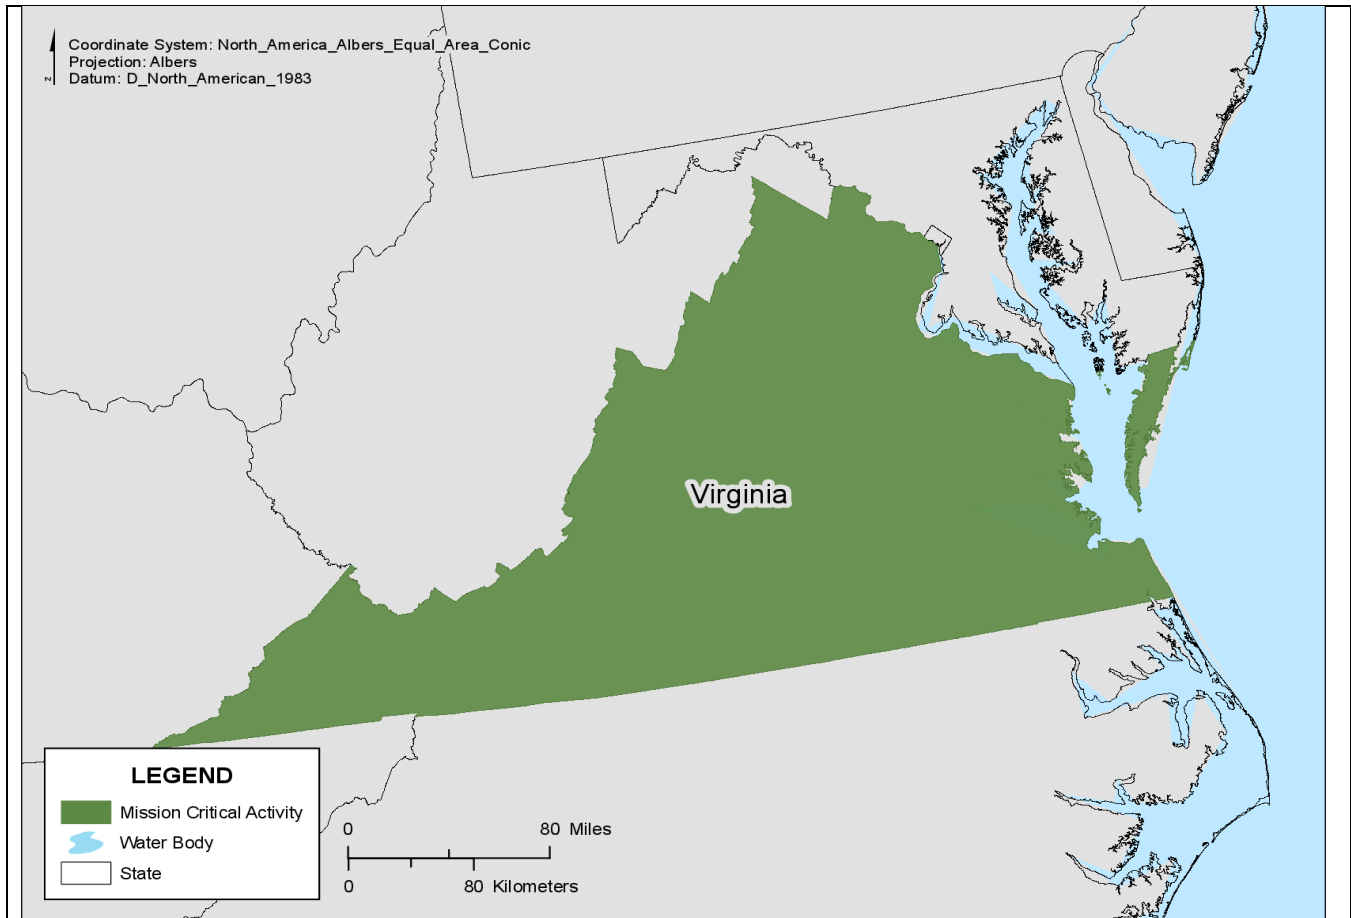 Coordinate System: North_America_Albers_Equal_Area_Conic
Projection: Albers
Datum: D_North_American_1983
N
Virginia
LEGEND
Mission Critical Activity
Water Body
State
0 80 Miles
0 80 Kilometers